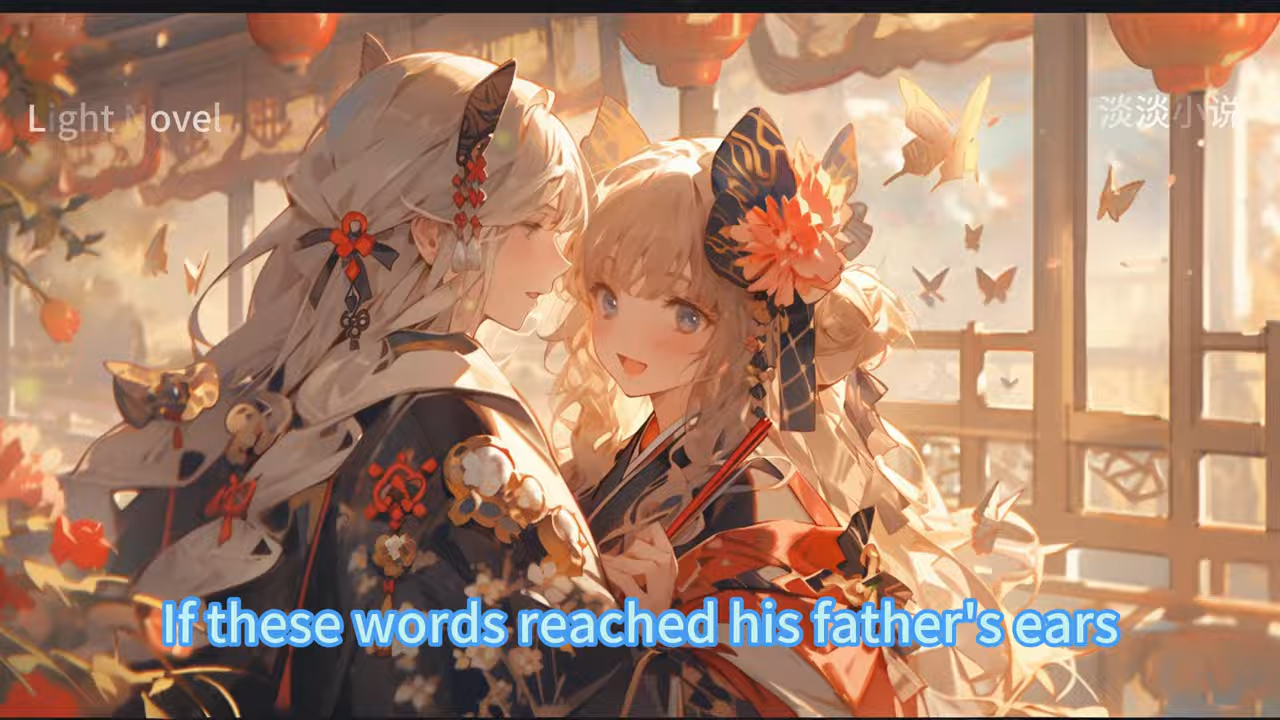 Light Novel
淡淡小说
If these words reached his father's ears